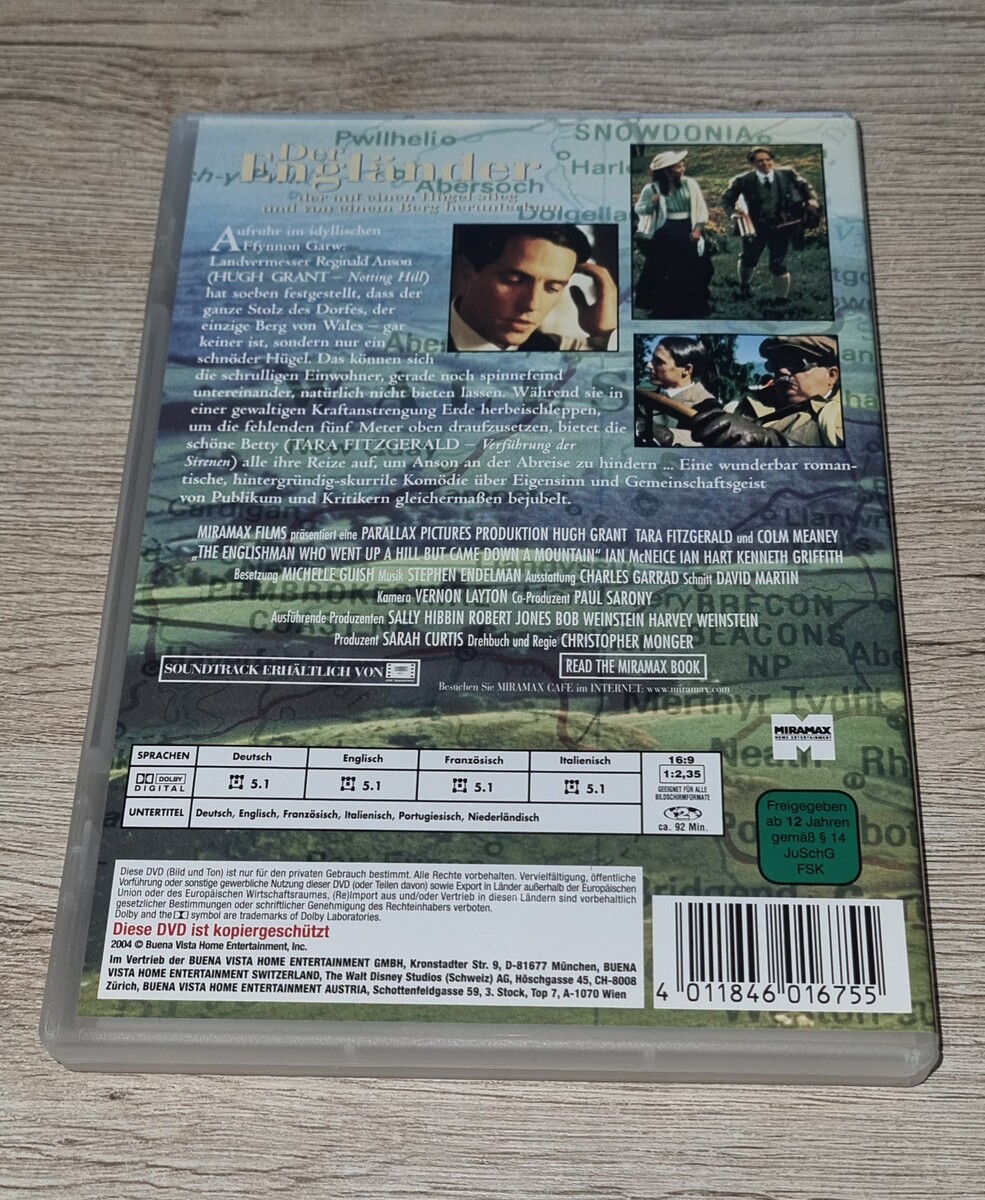 Pwllhelio
SNOWDONIA
Harle
Abersoch
Dolgella
Der
Engländer
der auf einen Hügel stieg
und von einem Berg herunterkam
Aufruhr im idyllischen
Ffynnon Garw:
Landvermesser Reginald Anson
(HUGH GRANT – Notting Hill)
hat soeben festgestellt, dass der
ganze Stolz des Dorfes, der
einzige Berg von Wales – gar
keiner ist, sondern nur ein
schnöder Hügel. Das können sich
die schrulligen Einwohner, gerade noch spinnefeind
untereinander, natürlich nicht bieten lassen. Während sie in
einer gewaltigen Kraftanstrengung Erde herbeischleppen,
um die fehlenden fünf Meter oben draufzusetzen, bietet die
schöne Betty (TARA FITZGERALD – Verführung der
Sirenen) alle ihre Reize auf, um Anson an der Abreise zu hindern ... Eine wunderbar roman-
tische, hintergründig-skurrile Komödie über Eigensinn und Gemeinschaftsgeist
von Publikum und Kritikern gleichermaßen bejubelt.
Cardigan
MIRAMAX FILMS präsentiert eine PARALLAX PICTURES PRODUKTION HUGH GRANT TARA FITZGERALD und COLM MEANEY
„THE ENGLISHMAN WHO WENT UP A HILL BUT CAME DOWN A MOUNTAIN“ IAN McNEICE IAN HART KENNETH GRIFFITH
Besetzung MICHELLE GUISH Musik STEPHEN ENDELMAN Ausstattung CHARLES GARRAD Schnitt DAVID MARTIN
Kamera VERNON LAYTON Co-Produzent PAUL SARONY
Ausführende Produzenten SALLY HIBBIN ROBERT JONES BOB WEINSTEIN HARVEY WEINSTEIN
Produzent SARAH CURTIS Drehbuch und Regie CHRISTOPHER MONGER
BRECON
BEACONS
NP
SOUNDTRACK ERHÄLTLICH VON
READ THE MIRAMAX BOOK
Besuchen Sie MIRAMAX CAFE im INTERNET: www.miramax.com
Merthyr Tydfil
Neath
Rh
MIRAMAX
HOME ENTERTAINMENT
SPRACHEN Deutsch Englisch Französisch Italienisch
DOLBY DIGITAL 5.1 5.1 5.1 5.1
UNTERTITEL Deutsch, Englisch, Französisch, Italienisch, Portugiesisch, Niederländisch
16:9
1:2,35
GEEIGNET FÜR ALLE
BILDSCHIRMFORMATE
ca. 92 Min.
Freigegeben
ab 12 Jahren
gemäß § 14
JuSchG
FSK
Diese DVD (Bild und Ton) ist nur für den privaten Gebrauch bestimmt. Alle Rechte vorbehalten. Vervielfältigung, öffentliche
Vorführung oder sonstige gewerbliche Nutzung dieser DVD (oder Teilen davon) sowie Export in Länder außerhalb der Europäischen
Union oder des Europäischen Wirtschaftsraumes, (Re)Import aus und/oder Vertrieb in diesen Ländern sind vorbehaltlich
gesetzlicher Bestimmungen oder schriftlicher Genehmigung des Rechteinhabers verboten.
Dolby and the symbol are trademarks of Dolby Laboratories.
Diese DVD ist kopiergeschützt
2004 © Buena Vista Home Entertainment, Inc.
Im Vertrieb der BUENA VISTA HOME ENTERTAINMENT GMBH, Kronstadter Str. 9, D-81677 München, BUENA
VISTA HOME ENTERTAINMENT SWITZERLAND, The Walt Disney Studios (Schweiz) AG, Höschgasse 45, CH-8008
Zürich, BUENA VISTA HOME ENTERTAINMENT AUSTRIA, Schottenfeldgasse 59, 3. Stock, Top 7, A-1070 Wien
4 011846 016755